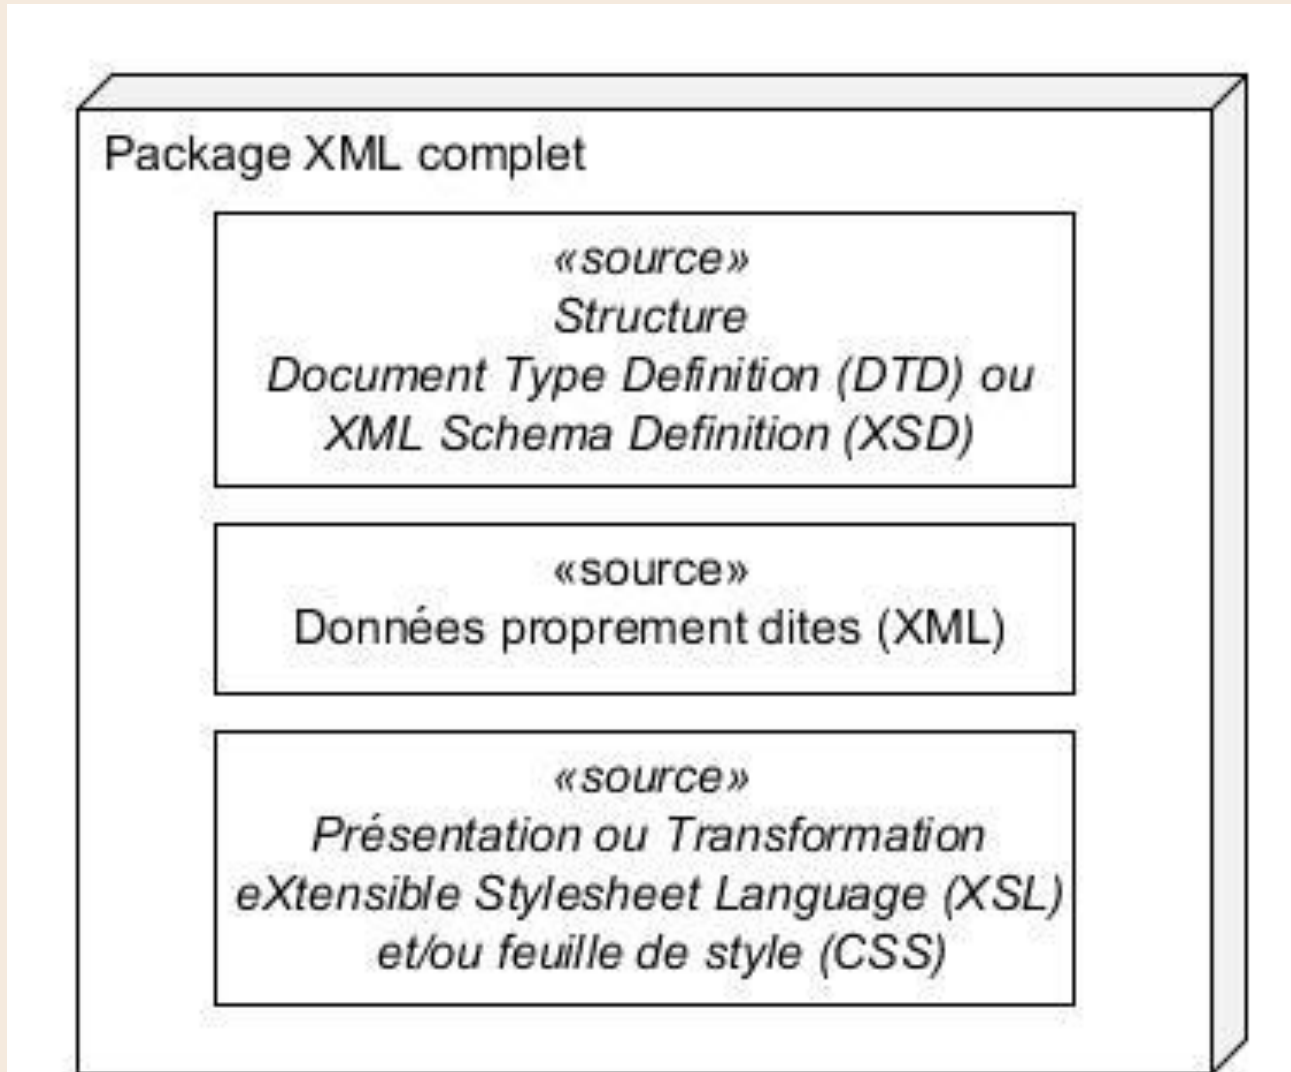 Package XML complet
«source»
Structure
Document Type Definition (DTD) ou
XML Schema Definition (XSD)
«source»
Données proprement dites (XML)
«source»
Présentation ou Transformation
eXtensible Stylesheet Language (XSL)
et/ou feuille de style (CSS)